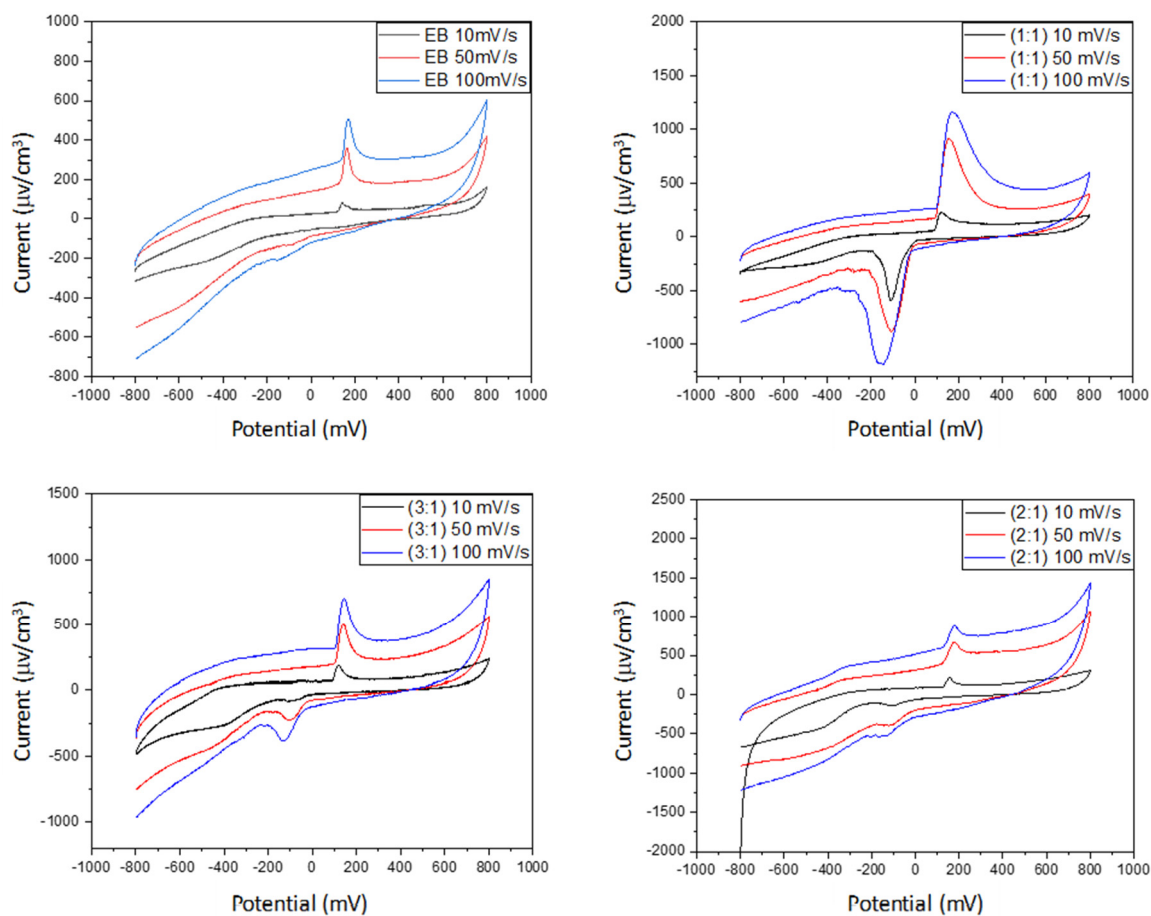 1000
800
600
400
200
0
-200
-400
-600
-800
-1000 -800 -600 -400 -200 0 200 400 600 800 1000
Current (μv/cm³)
Potential (mV)
EB 10mV/s
EB 50mV/s
EB 100mV/s
2000
1500
1000
500
0
-500
-1000
-1000 -800 -600 -400 -200 0 200 400 600 800 1000
Current (μv/cm³)
Potential (mV)
(1:1) 10 mV/s
(1:1) 50 mV/s
(1:1) 100 mV/s
1500
1000
500
0
-500
-1000
-1000 -800 -600 -400 -200 0 200 400 600 800 1000
Current (μv/cm³)
Potential (mV)
(3:1) 10 mV/s
(3:1) 50 mV/s
(3:1) 100 mV/s
2500
2000
1500
1000
500
0
-500
-1000
-1500
-2000
-1000 -800 -600 -400 -200 0 200 400 600 800 1000
Current (μv/cm³)
Potential (mV)
(2:1) 10 mV/s
(2:1) 50 mV/s
(2:1) 100 mV/s